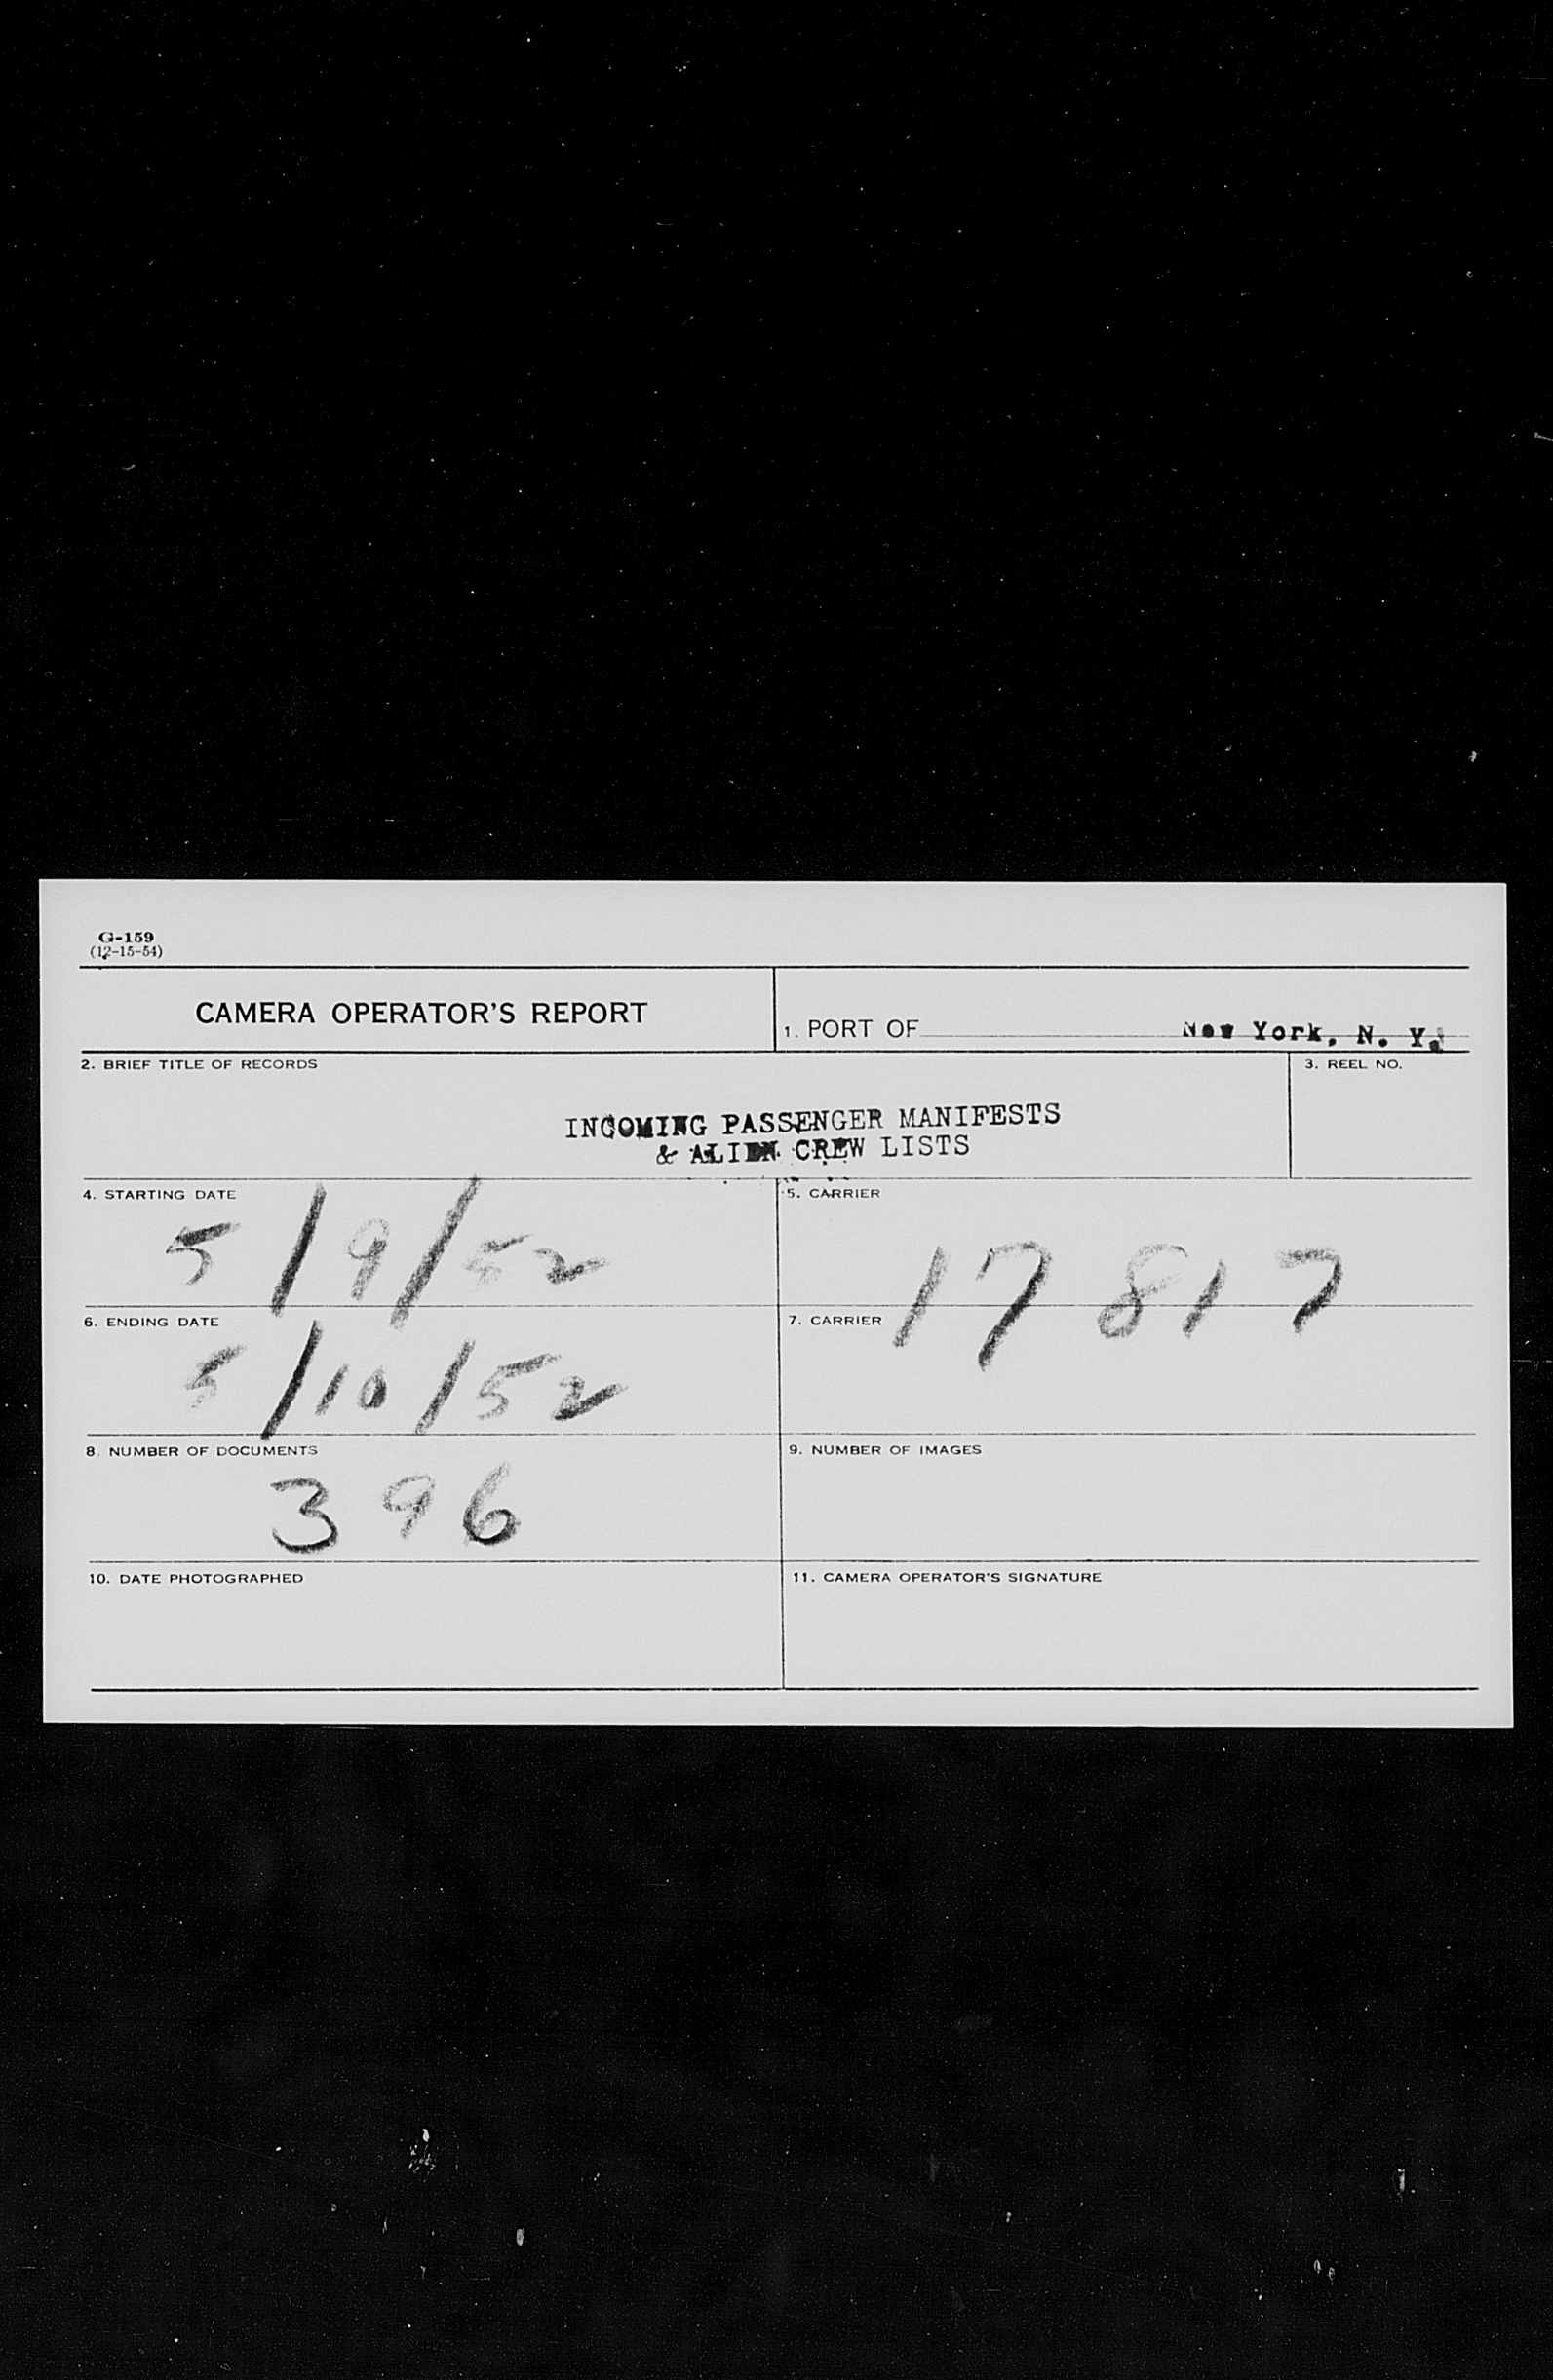 G-159
(12-15-54)
CAMERA OPERATOR'S REPORT
1. PORT OF New York, N. Y.
2. BRIEF TITLE OF RECORDS
3. REEL NO.
INCOMING PASSENGER MANIFESTS
& ALIEN CREW LISTS
4. STARTING DATE
5/9/52
5. CARRIER
17817
6. ENDING DATE
5/10/52
7. CARRIER
8. NUMBER OF DOCUMENTS
396
9. NUMBER OF IMAGES
10. DATE PHOTOGRAPHED
11. CAMERA OPERATOR'S SIGNATURE